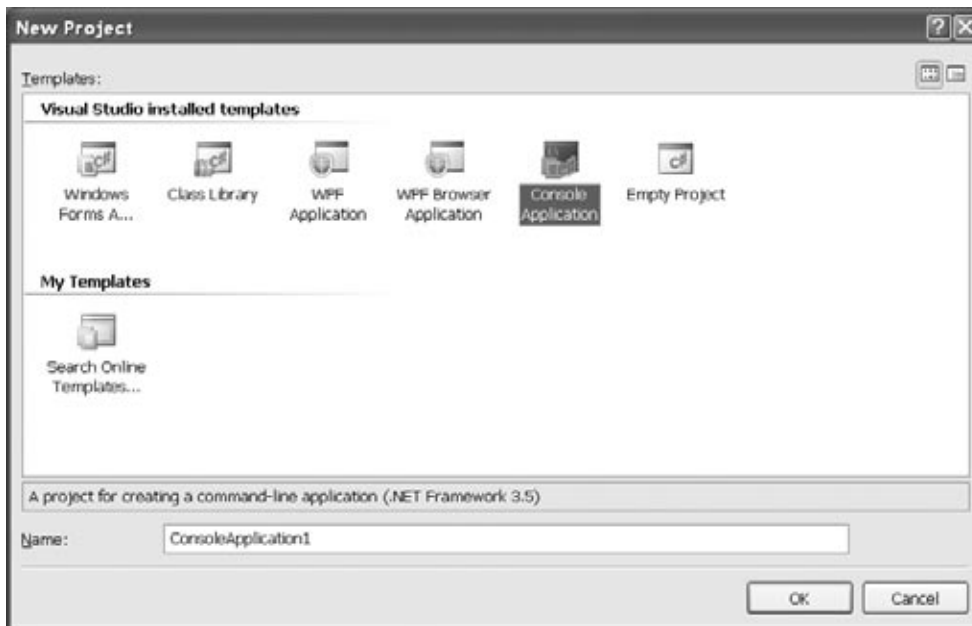 New Project
Templates:
Visual Studio installed templates
Windows Forms A...
Class Library
WPF Application
WPF Browser Application
Console Application
Empty Project
My Templates
Search Online Templates...
A project for creating a command-line application (.NET Framework 3.5)
Name:
ConsoleApplication1
OK
Cancel